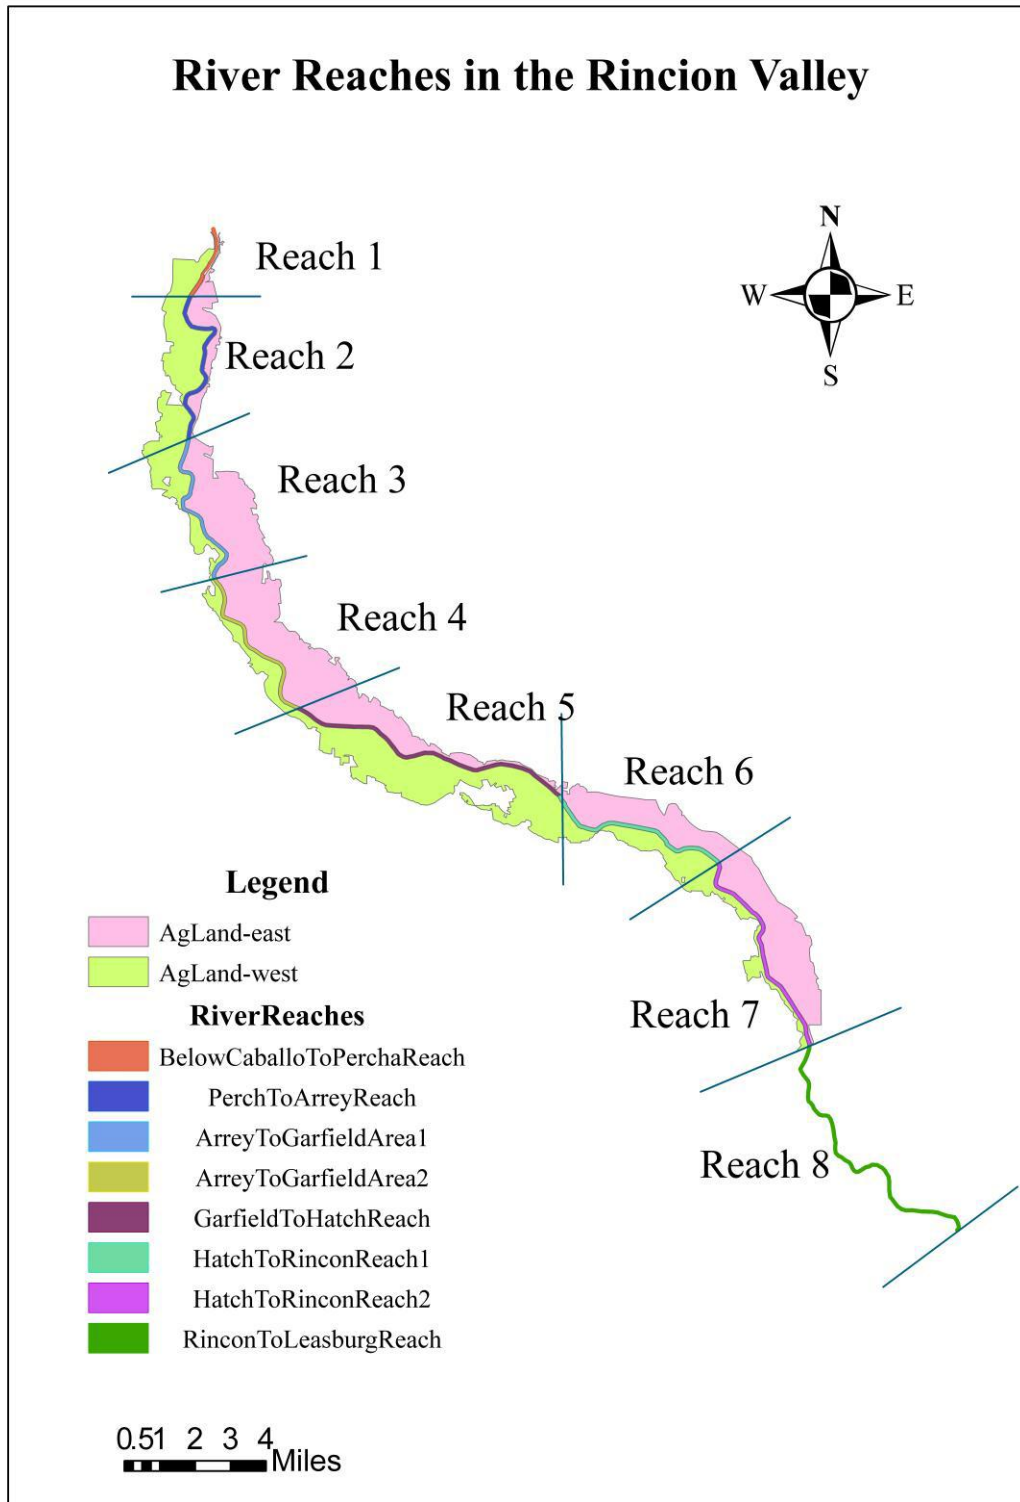 River Reaches in the Rincion Valley
N
W E
S
Reach 1
Reach 2
Reach 3
Reach 4
Reach 5
Reach 6
Reach 7
Reach 8
Legend
AgLand-east
AgLand-west
RiverReaches
BelowCaballoToPerchaReach
PerchToArreyReach
ArreyToGarfieldArea1
ArreyToGarfieldArea2
GarfieldToHatchReach
HatchToRinconReach1
HatchToRinconReach2
RinconToLeasburgReach
0.51 2 3 4
Miles